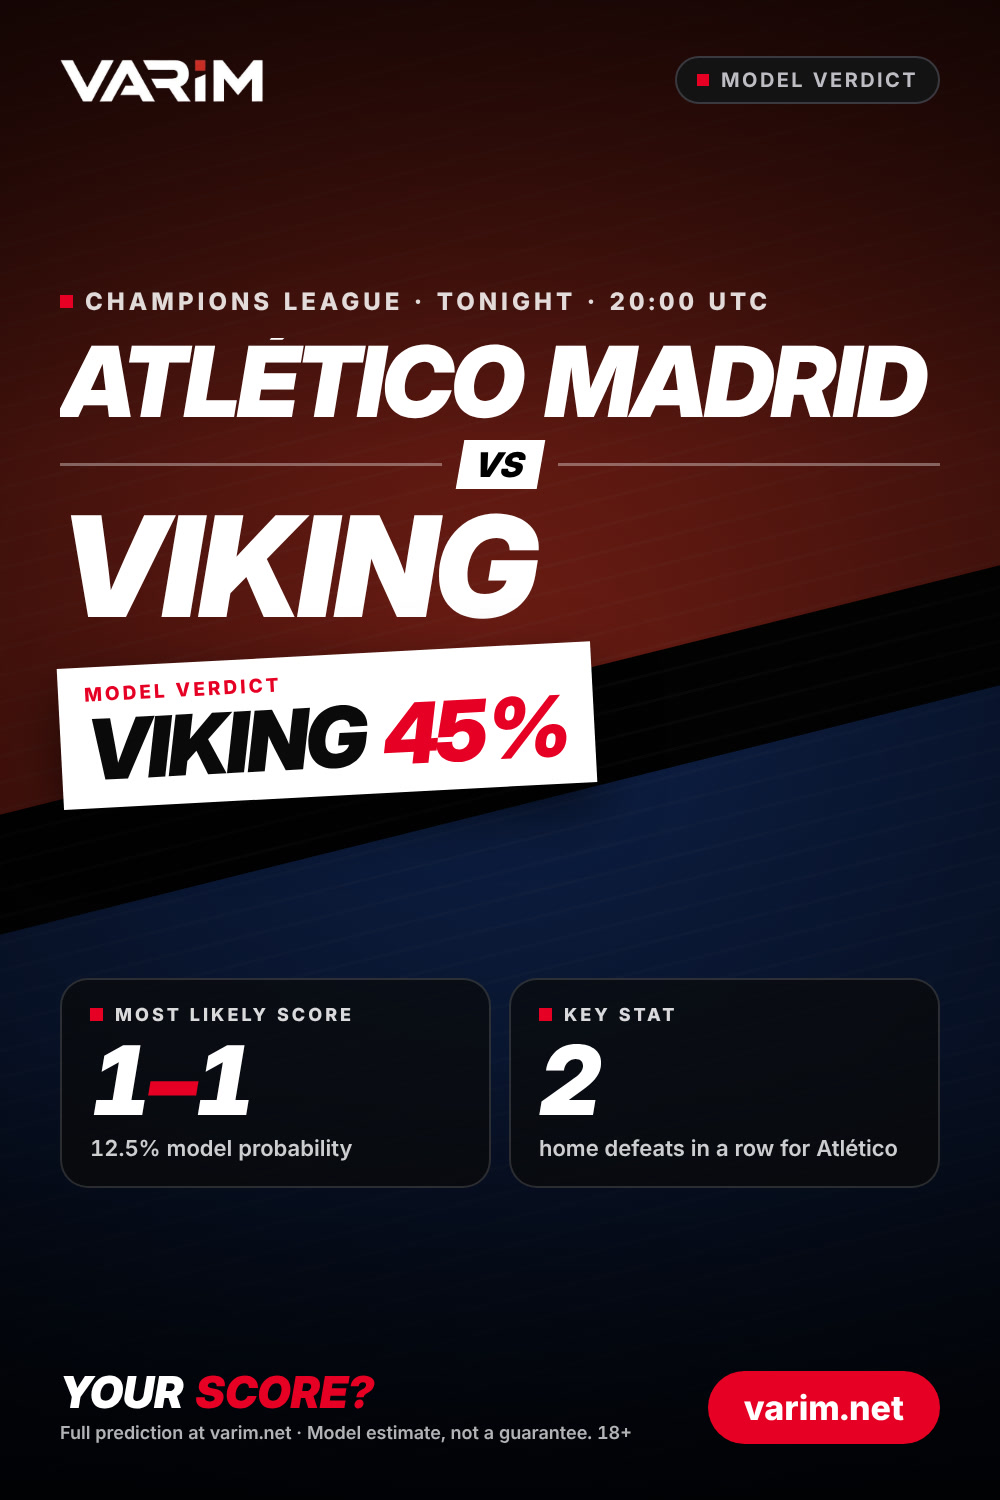 VARiM
MODEL VERDICT
CHAMPIONS LEAGUE · TONIGHT · 20:00 UTC
ATLÉTICO MADRID
VS
VIKING
MODEL VERDICT
VIKING 45%
MOST LIKELY SCORE
1–1
12.5% model probability
KEY STAT
2
home defeats in a row for Atlético
YOUR SCORE?
Full prediction at varim.net · Model estimate, not a guarantee. 18+
varim.net